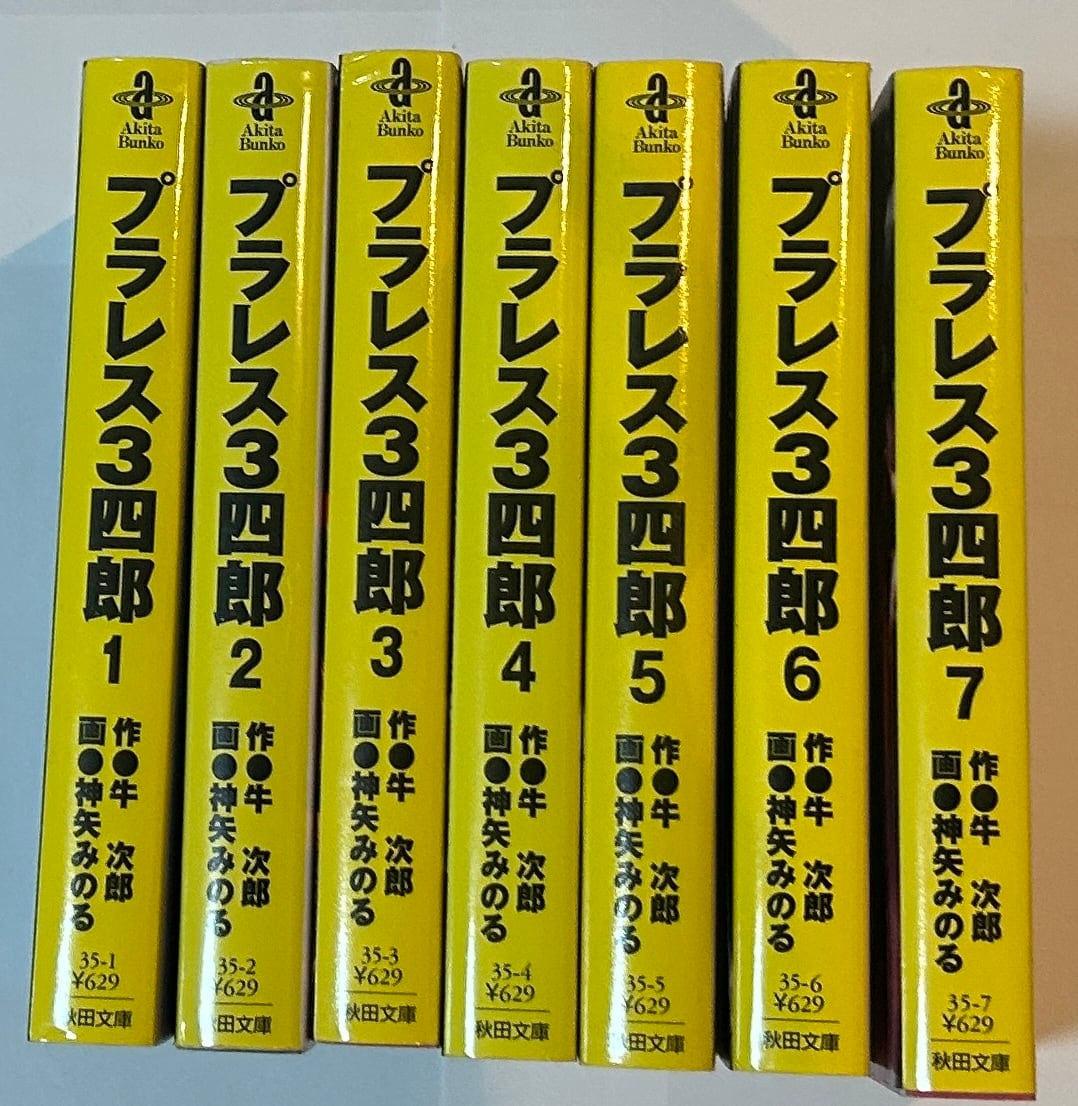 a
Akita
Bunko
プラレス3四郎
1
作●牛 次郎
画●神矢みのる
35-1
¥629
秋田文庫
a
Akita
Bunko
プラレス3四郎
2
作●牛 次郎
画●神矢みのる
35-2
¥629
秋田文庫
a
Akita
Bunko
プラレス3四郎
3
作●牛 次郎
画●神矢みのる
35-3
¥629
秋田文庫
a
Akita
Bunko
プラレス3四郎
4
作●牛 次郎
画●神矢みのる
35-4
¥629
秋田文庫
a
Akita
Bunko
プラレス3四郎
5
作●牛 次郎
画●神矢みのる
35-5
¥629
秋田文庫
a
Akita
Bunko
プラレス3四郎
6
作●牛 次郎
画●神矢みのる
35-6
¥629
秋田文庫
a
Akita
Bunko
プラレス3四郎
7
作●牛 次郎
画●神矢みのる
35-7
¥629
秋田文庫